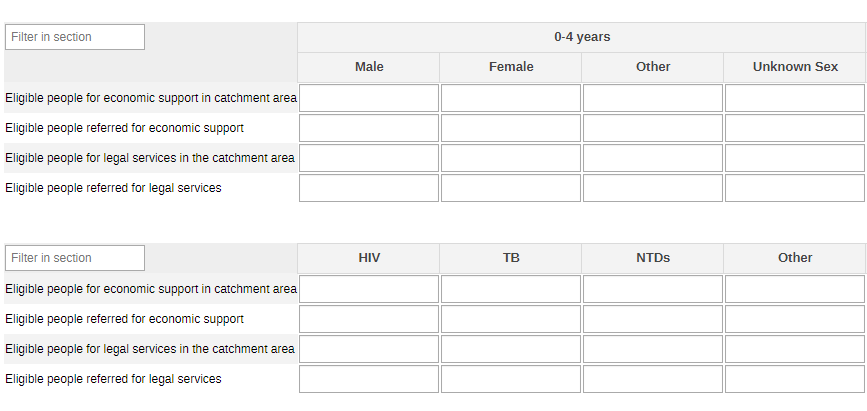 Filter in section
0-4 years
Male Female Other Unknown Sex
Eligible people for economic support in catchment area
Eligible people referred for economic support
Eligible people for legal services in the catchment area
Eligible people referred for legal services
Filter in section
HIV TB NTDs Other
Eligible people for economic support in catchment area
Eligible people referred for economic support
Eligible people for legal services in the catchment area
Eligible people referred for legal services